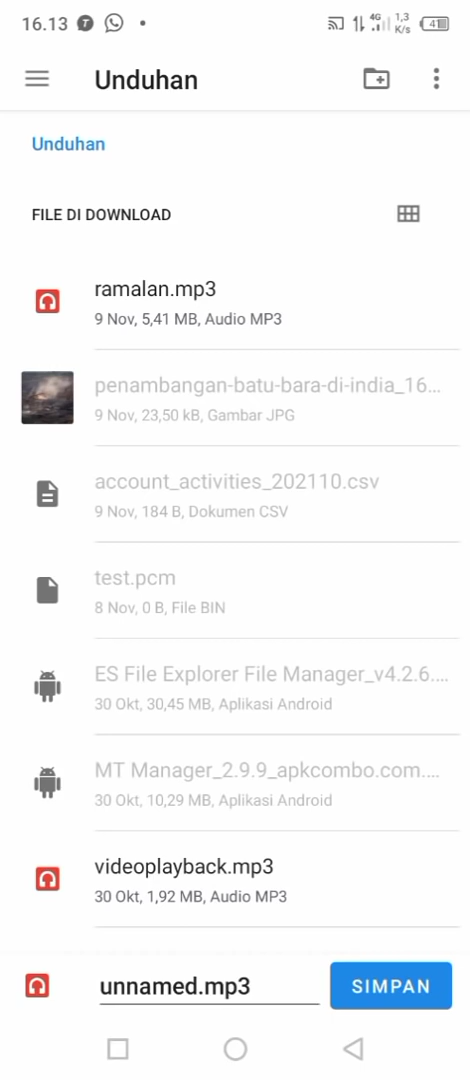 16.13
4G
1,3
K/s
41
Unduhan
Unduhan
FILE DI DOWNLOAD
ramalan.mp3
9 Nov, 5,41 MB, Audio MP3
penambangan-batu-bara-di-india_16...
9 Nov, 23,50 kB, Gambar JPG
account_activities_202110.csv
9 Nov, 184 B, Dokumen CSV
test.pcm
8 Nov, 0 B, File BIN
ES File Explorer File Manager_v4.2.6....
30 Okt, 30,45 MB, Aplikasi Android
MT Manager_2.9.9_apkcombo.com....
30 Okt, 10,29 MB, Aplikasi Android
videoplayback.mp3
30 Okt, 1,92 MB, Audio MP3
unnamed.mp3
SIMPAN